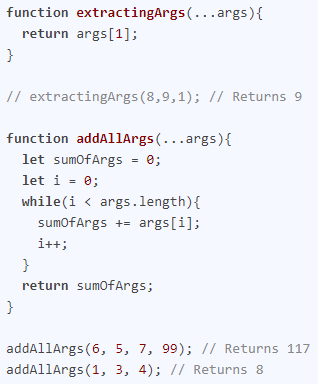 function extractingArgs(...args){
  return args[1];
}

// extractingArgs(8,9,1); // Returns 9

function addAllArgs(...args){
  let sumOfArgs = 0;
  let i = 0;
  while(i < args.length){
    sumOfArgs += args[i];
    i++;
  }
  return sumOfArgs;
}

addAllArgs(6, 5, 7, 99); // Returns 117
addAllArgs(1, 3, 4); // Returns 8